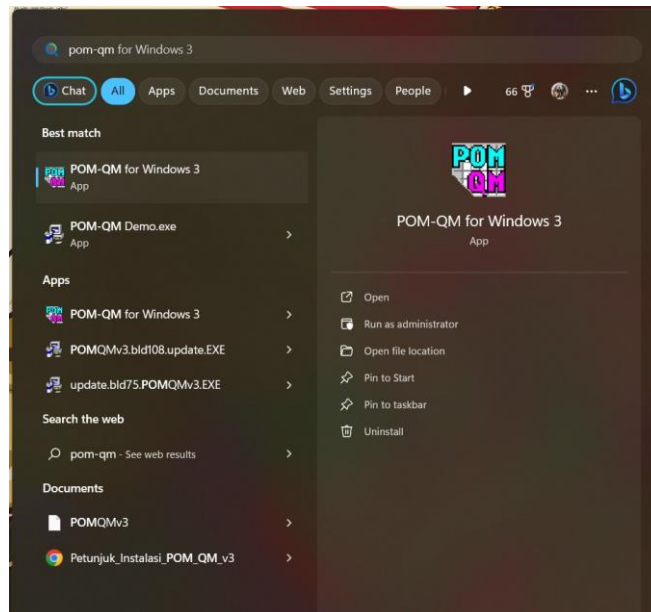 pom-qm for Windows 3
Chat All Apps Documents Web Settings People 66
Best match
POM-QM for Windows 3
App
POM-QM Demo.exe
App
Apps
POM-QM for Windows 3
POMQMv3.bld108.update.EXE
update.bld75.POMQMv3.EXE
Search the web
pom-qm - See web results
Documents
POMQMv3
Petunjuk_Instalasi_POM_QM_v3
POM
QM
POM-QM for Windows 3
App
Open
Run as administrator
Open file location
Pin to Start
Pin to taskbar
Uninstall